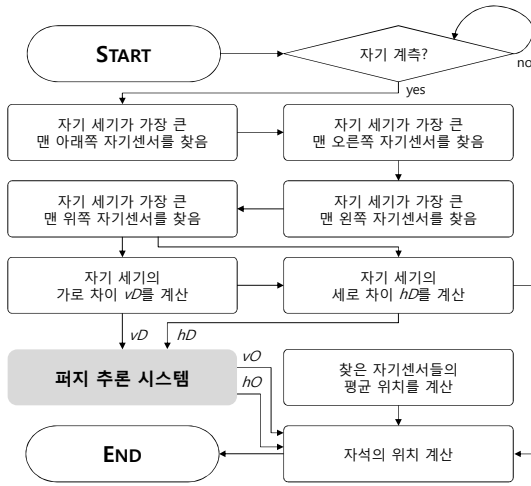 START
자기 계측?
no
yes
자기 세기가 가장 큰
맨 아래쪽 자기센서를 찾음
자기 세기가 가장 큰
맨 오른쪽 자기센서를 찾음
자기 세기가 가장 큰
맨 위쪽 자기센서를 찾음
자기 세기가 가장 큰
맨 왼쪽 자기센서를 찾음
자기 세기의
가로 차이 vD를 계산
자기 세기의
세로 차이 hD를 계산
vD
hD
퍼지 추론 시스템
vO
hO
찾은 자기센서들의
평균 위치를 계산
END
자석의 위치 계산